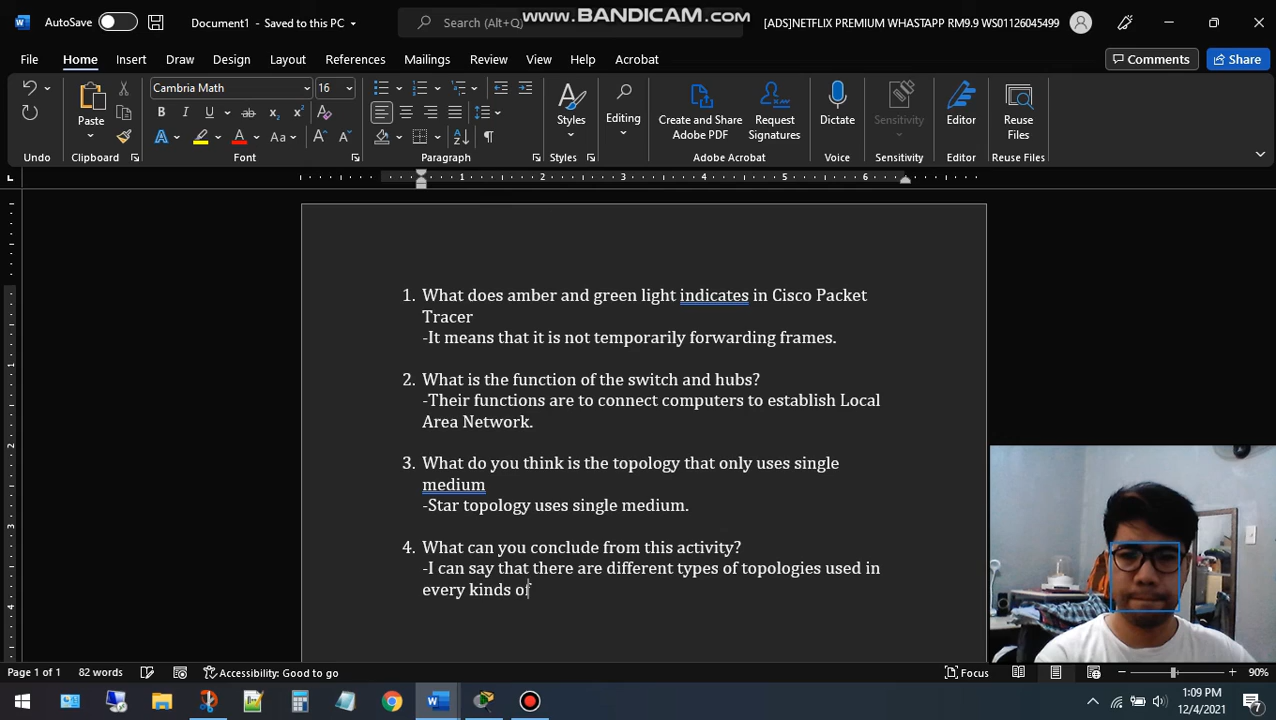 www.BANDICAM.com
AutoSave Off Document1 - Saved to this PC Search (Alt+Q) [ADS]NETFLIX PREMIUM WHASTAPP RM9.9 WS01126045499
File Home Insert Draw Design Layout References Mailings Review View Help Acrobat Comments Share
Cambria Math 16
Paste Styles Editing Create and Share Adobe PDF Request Signatures Dictate Sensitivity Editor Reuse Files
Undo Clipboard Font Paragraph Styles Adobe Acrobat Voice Sensitivity Editor Reuse Files
1 2 3 4 5 6
1. What does amber and green light indicates in Cisco Packet
Tracer
-It means that it is not temporarily forwarding frames.
2. What is the function of the switch and hubs?
-Their functions are to connect computers to establish Local
Area Network.
3. What do you think is the topology that only uses single
medium
-Star topology uses single medium.
4. What can you conclude from this activity?
-I can say that there are different types of topologies used in
every kinds of
Page 1 of 1 82 words Accessibility: Good to go Focus 90%
1:09 PM
12/4/2021
7